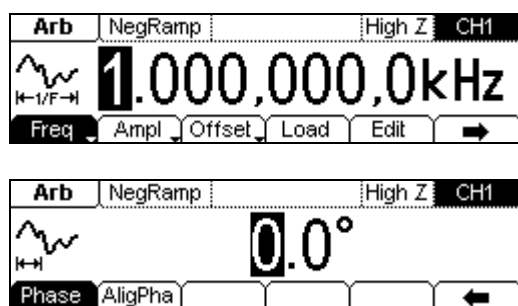 Arb NegRamp High Z CH1
1.000,000,0kHz
←1/F→
Freq Ampl Offset Load Edit
Arb NegRamp High Z CH1
0.0°
Phase AligPha